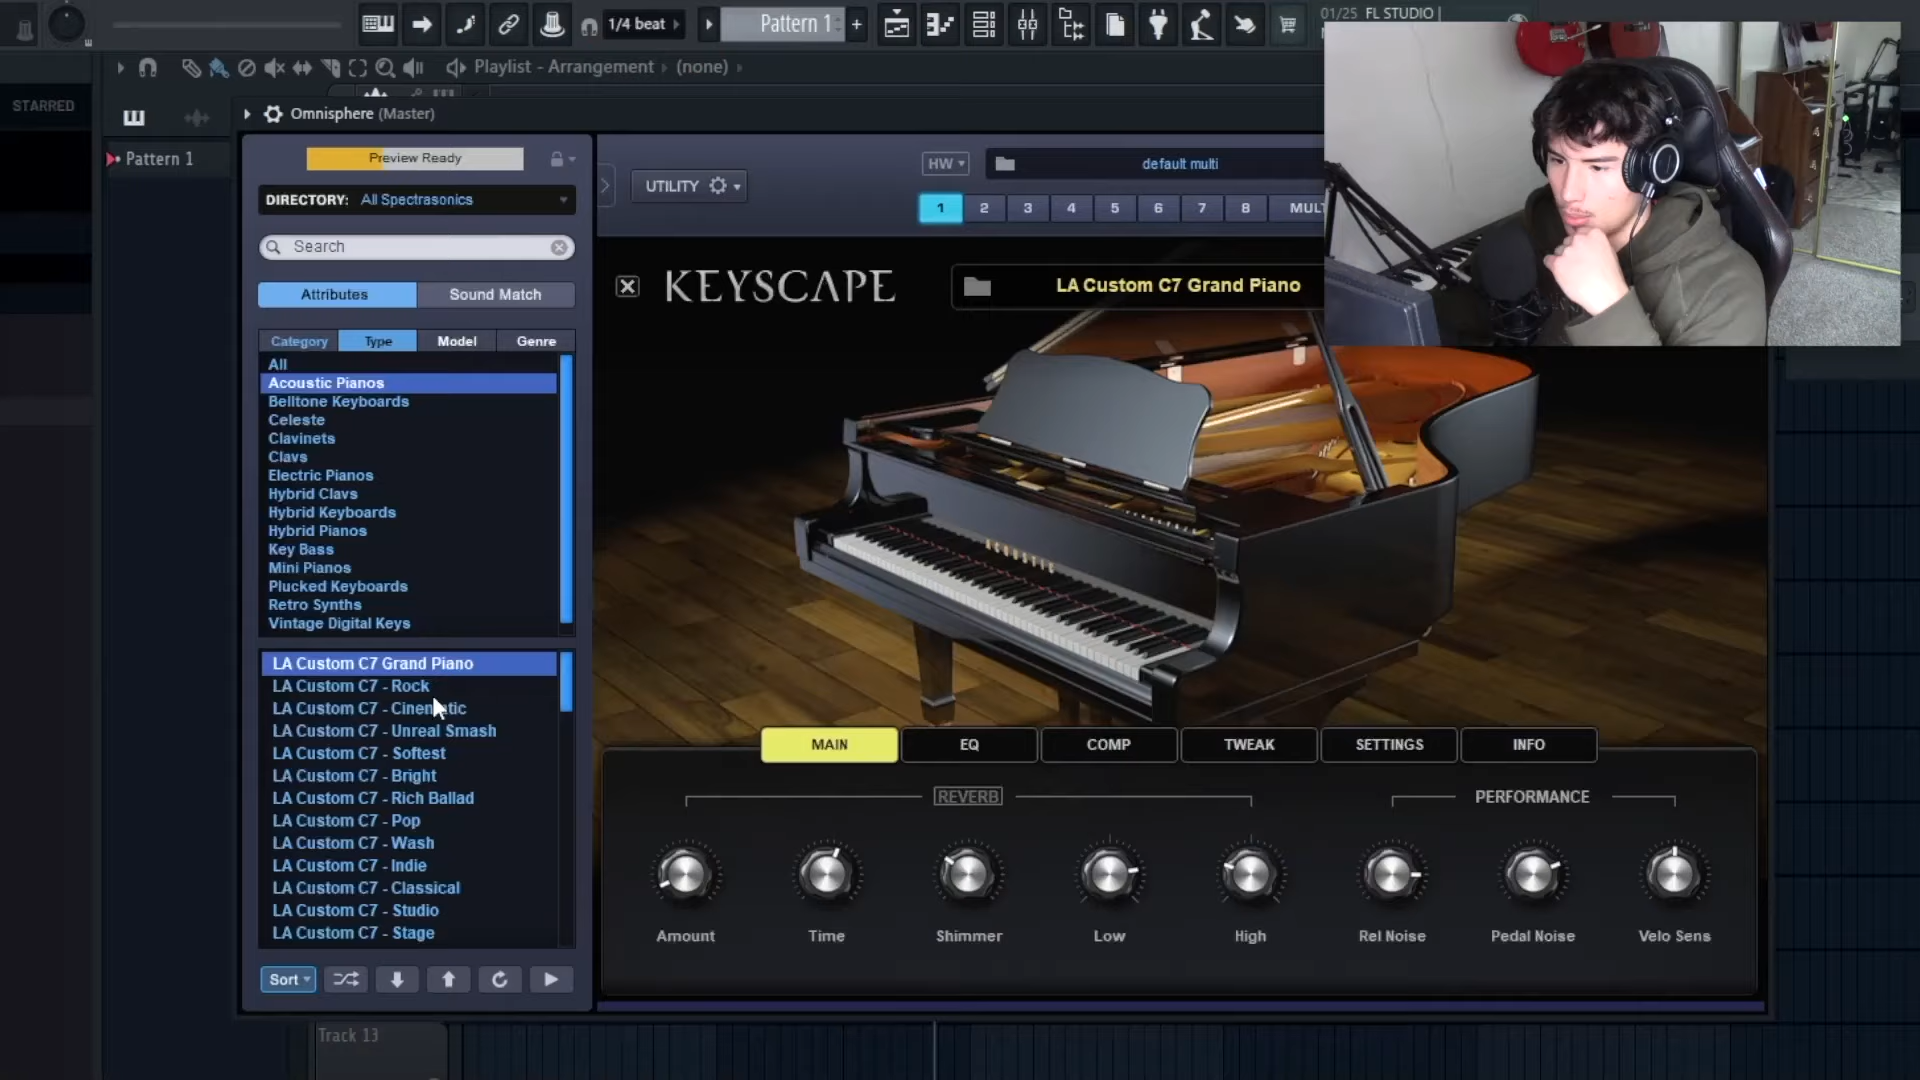 1/4 beat
Pattern 1
01/25 FL STUDIO |
Playlist - Arrangement
(none)
STARRED
Omnisphere (Master)
Pattern 1
Preview Ready
DIRECTORY: All Spectrasonics
UTILITY
HW
default multi
1 2 3 4 5 6 7 8
Search
KEYSCAPE
LA Custom C7 Grand Piano
Attributes
Sound Match
Category
Type
Model
Genre
All
Acoustic Pianos
Belltone Keyboards
Celeste
Clavinets
Clavs
Electric Pianos
Hybrid Clavs
Hybrid Keyboards
Hybrid Pianos
Key Bass
Mini Pianos
Plucked Keyboards
Retro Synths
Vintage Digital Keys
LA Custom C7 Grand Piano
LA Custom C7 - Rock
LA Custom C7 - Cinematic
LA Custom C7 - Unreal Smash
LA Custom C7 - Softest
LA Custom C7 - Bright
LA Custom C7 - Rich Ballad
LA Custom C7 - Pop
LA Custom C7 - Wash
LA Custom C7 - Indie
LA Custom C7 - Classical
LA Custom C7 - Studio
LA Custom C7 - Stage
Sort
MAIN
EQ
COMP
TWEAK
SETTINGS
INFO
REVERB
PERFORMANCE
Amount
Time
Shimmer
Low
High
Rel Noise
Pedal Noise
Velo Sens
Track 13